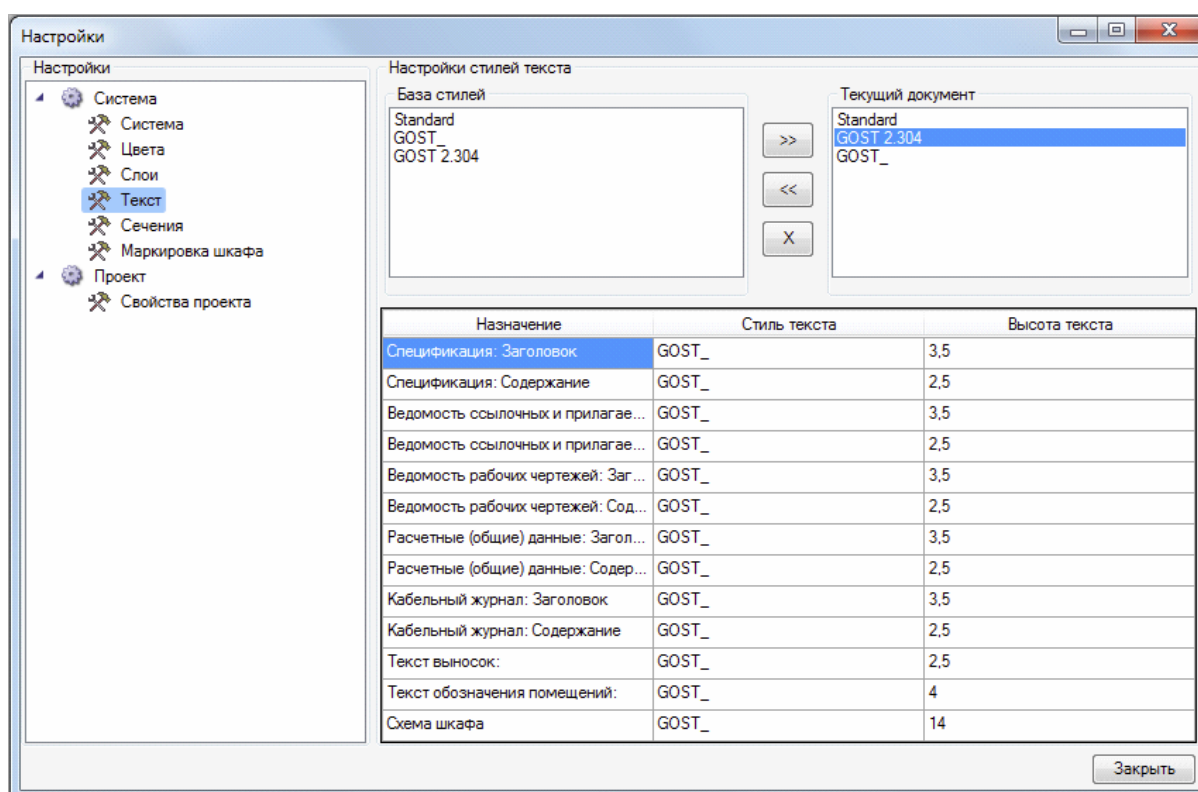 Настройки
Настройки
Система
Система
Цвета
Слои
Текст
Сечения
Маркировка шкафа
Проект
Свойства проекта
Настройки стилей текста
База стилей
Standard
GOST_
GOST 2.304
>>
<<
X
Текущий документ
Standard
GOST 2.304
GOST_
Назначение Стиль текста Высота текста
Спецификация: Заголовок GOST_ 3,5
Спецификация: Содержание GOST_ 2,5
Ведомость ссылочных и прилагае... GOST_ 3,5
Ведомость ссылочных и прилагае... GOST_ 2,5
Ведомость рабочих чертежей: Заг... GOST_ 3,5
Ведомость рабочих чертежей: Сод... GOST_ 2,5
Расчетные (общие) данные: Загол... GOST_ 3,5
Расчетные (общие) данные: Содер... GOST_ 2,5
Кабельный журнал: Заголовок GOST_ 3,5
Кабельный журнал: Содержание GOST_ 2,5
Текст выносок: GOST_ 2,5
Текст обозначения помещений: GOST_ 4
Схема шкафа GOST_ 14
Закрыть